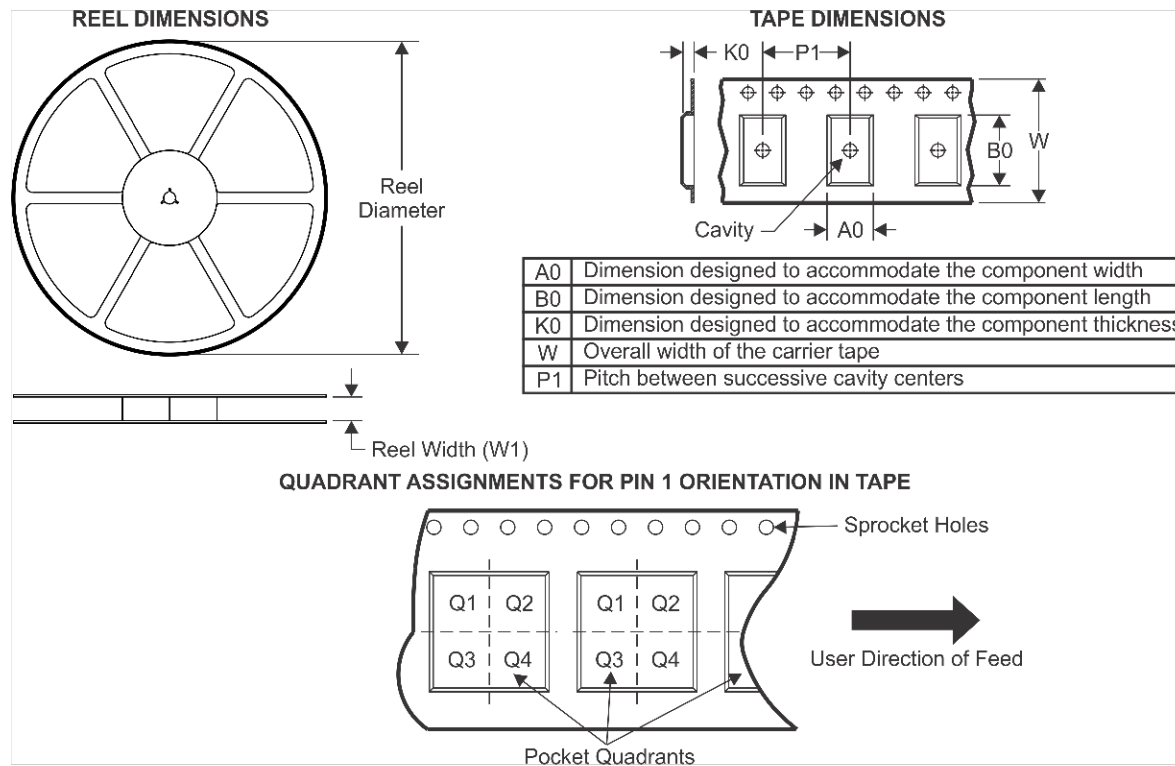 REEL DIMENSIONS
Reel
Diameter
Reel Width (W1)
TAPE DIMENSIONS
K0
P1
B0
W
Cavity
A0
A0 Dimension designed to accommodate the component width
B0 Dimension designed to accommodate the component length
K0 Dimension designed to accommodate the component thickness
W Overall width of the carrier tape
P1 Pitch between successive cavity centers
QUADRANT ASSIGNMENTS FOR PIN 1 ORIENTATION IN TAPE
Sprocket Holes
Q1 Q2 Q1 Q2
Q3 Q4 Q3 Q4
User Direction of Feed
Pocket Quadrants